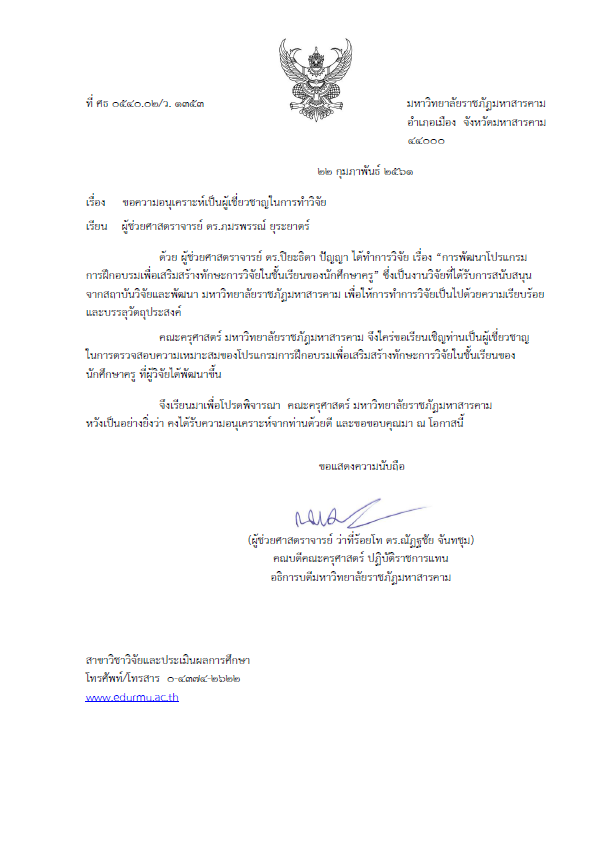 ที่ ศธ ๐๕๔๐.๐๒/ว. ๑๓๕๓
มหาวิทยาลัยราชภัฏมหาสารคาม
อำเภอเมือง จังหวัดมหาสารคาม
๔๔๐๐๐
๒๒ กุมภาพันธ์ ๒๕๖๑
เรื่อง ขอความอนุเคราะห์เป็นผู้เชี่ยวชาญในการทำวิจัย
เรียน ผู้ช่วยศาสตราจารย์ ดร.ภมรพรรณ์ ยุระยาตร์
ด้วย ผู้ช่วยศาสตราจารย์ ดร.ปิยะธิดา ปัญญา ได้ทำการวิจัย เรื่อง “การพัฒนาโปรแกรม
การฝึกอบรมเพื่อเสริมสร้างทักษะการวิจัยในชั้นเรียนของนักศึกษาครู” ซึ่งเป็นงานวิจัยที่ได้รับการสนับสนุน
จากสถาบันวิจัยและพัฒนา มหาวิทยาลัยราชภัฏมหาสารคาม เพื่อให้การทำการวิจัยเป็นไปด้วยความเรียบร้อย
และบรรลุวัตถุประสงค์
คณะครุศาสตร์ มหาวิทยาลัยราชภัฏมหาสารคาม จึงใคร่ขอเรียนเชิญท่านเป็นผู้เชี่ยวชาญ
ในการตรวจสอบความเหมาะสมของโปรแกรมการฝึกอบรมเพื่อเสริมสร้างทักษะการวิจัยในชั้นเรียนของ
นักศึกษาครู ที่ผู้วิจัยได้พัฒนาขึ้น
จึงเรียนมาเพื่อโปรดพิจารณา คณะครุศาสตร์ มหาวิทยาลัยราชภัฏมหาสารคาม
หวังเป็นอย่างยิ่งว่า คงได้รับความอนุเคราะห์จากท่านด้วยดี และขอขอบคุณมา ณ โอกาสนี้
ขอแสดงความนับถือ
(ผู้ช่วยศาสตราจารย์ ว่าที่ร้อยโท ดร.ณัฏฐชัย จันทชุม)
คณบดีคณะครุศาสตร์ ปฏิบัติราชการแทน
อธิการบดีมหาวิทยาลัยราชภัฏมหาสารคาม
สาขาวิชาวิจัยและประเมินผลการศึกษา
โทรศัพท์/โทรสาร ๐-๔๓๗๔-๒๖๒๒
www.edurmu.ac.th